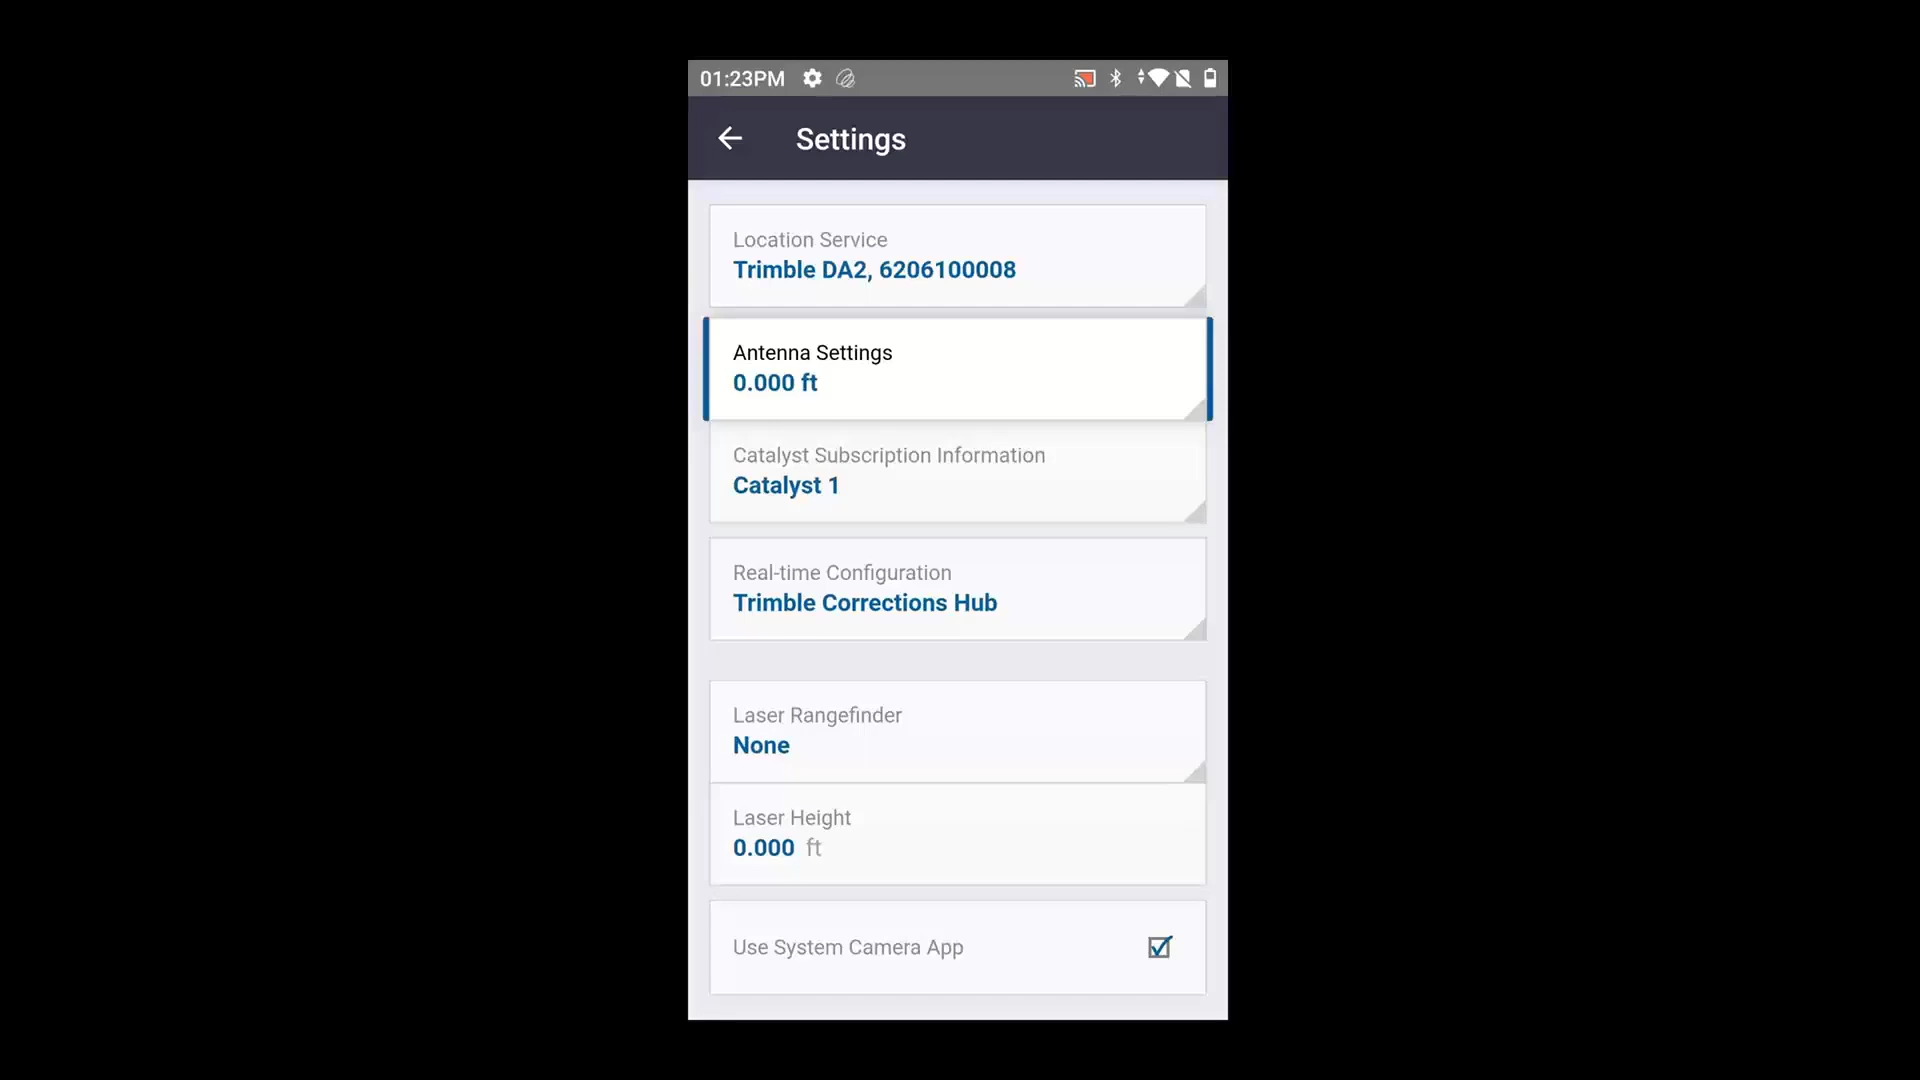 01:23PM
Settings
Location Service
Trimble DA2, 6206100008
Antenna Settings
0.000 ft
Catalyst Subscription Information
Catalyst 1
Real-time Configuration
Trimble Corrections Hub
Laser Rangefinder
None
Laser Height
0.000 ft
Use System Camera App